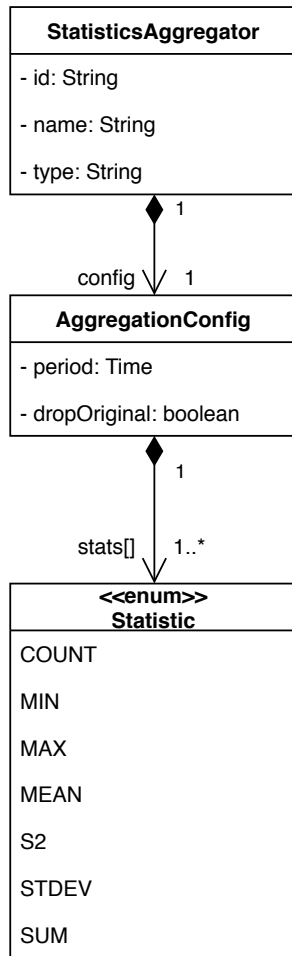 StatisticsAggregator
- id: String
- name: String
- type: String
1
config 1
AggregationConfig
- period: Time
- dropOriginal: boolean
1
stats[] 1..*
<<enum>>
Statistic
COUNT
MIN
MAX
MEAN
S2
STDEV
SUM